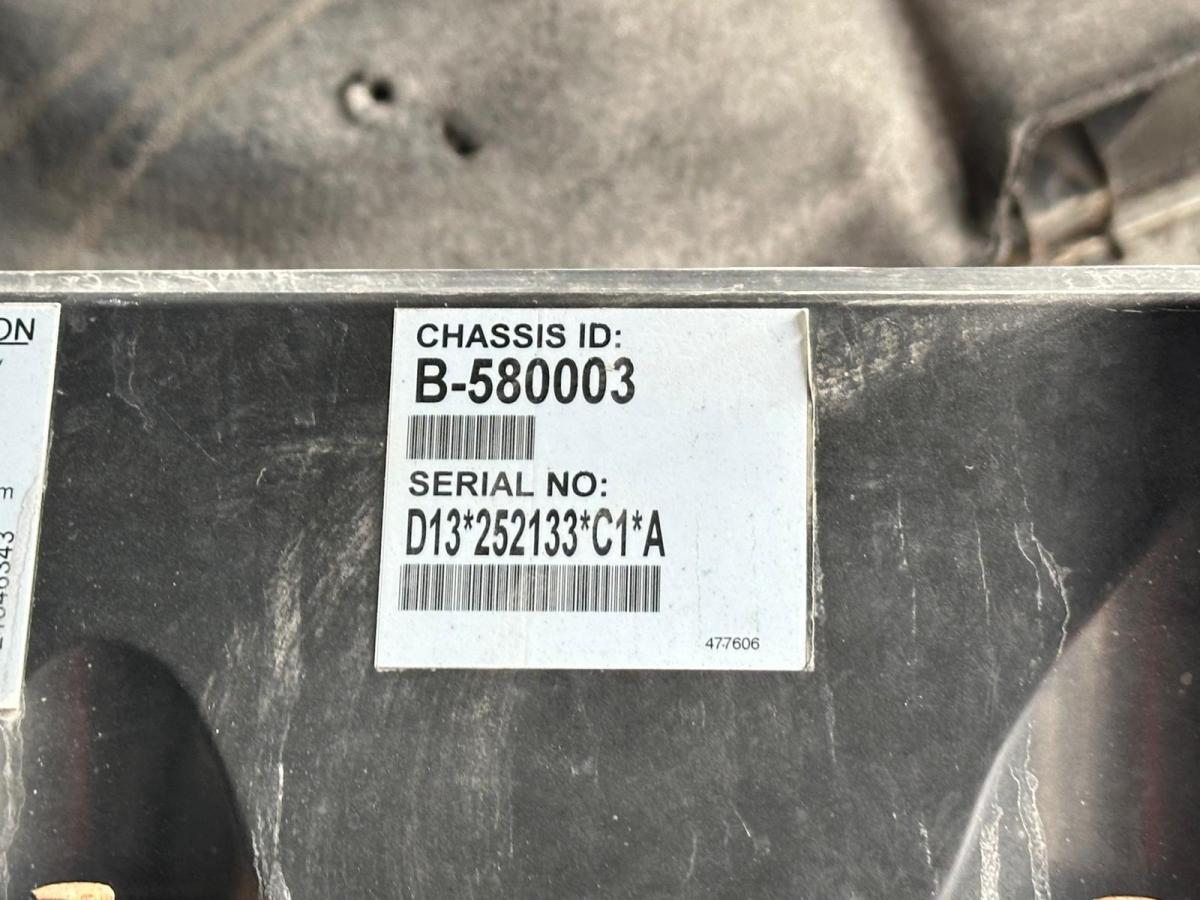 ON
m
CHASSIS ID:
B-580003
SERIAL NO:
D13*252133*C1*A
477606